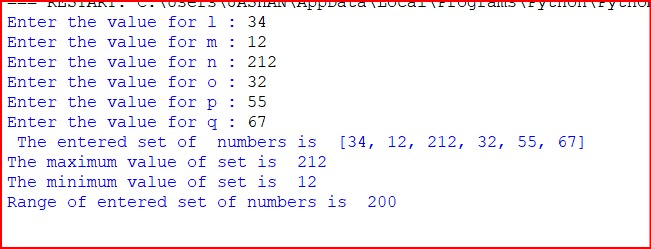 === RESTART: C:\Users\JASHAN\AppData\Local\Programs\Python\Python
Enter the value for l : 34
Enter the value for m : 12
Enter the value for n : 212
Enter the value for o : 32
Enter the value for p : 55
Enter the value for q : 67
 The entered set of  numbers is  [34, 12, 212, 32, 55, 67]
The maximum value of set is  212
The minimum value of set is  12
Range of entered set of numbers is  200